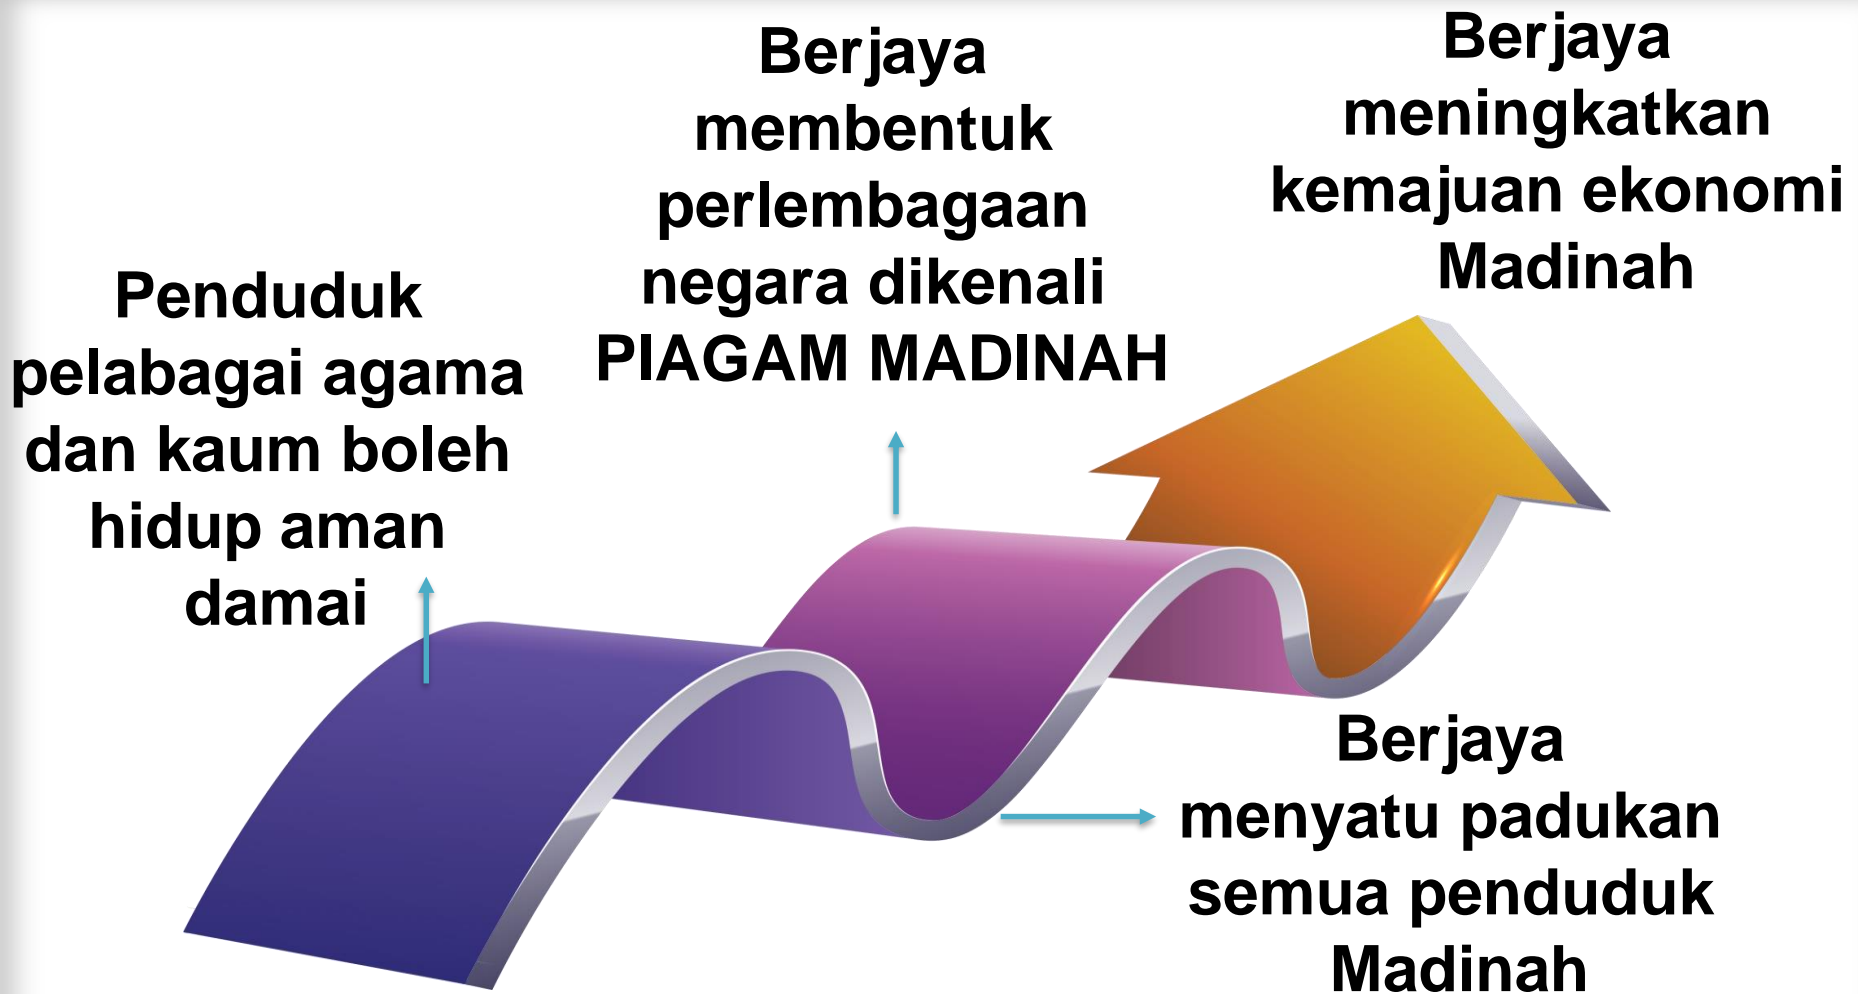 Penduduk
pelabagai agama
dan kaum boleh
hidup aman
damai
Berjaya
membentuk
perlembagaan
negara dikenali
PIAGAM MADINAH
Berjaya
meningkatkan
kemajuan ekonomi
Madinah
Berjaya
menyatu padukan
semua penduduk
Madinah